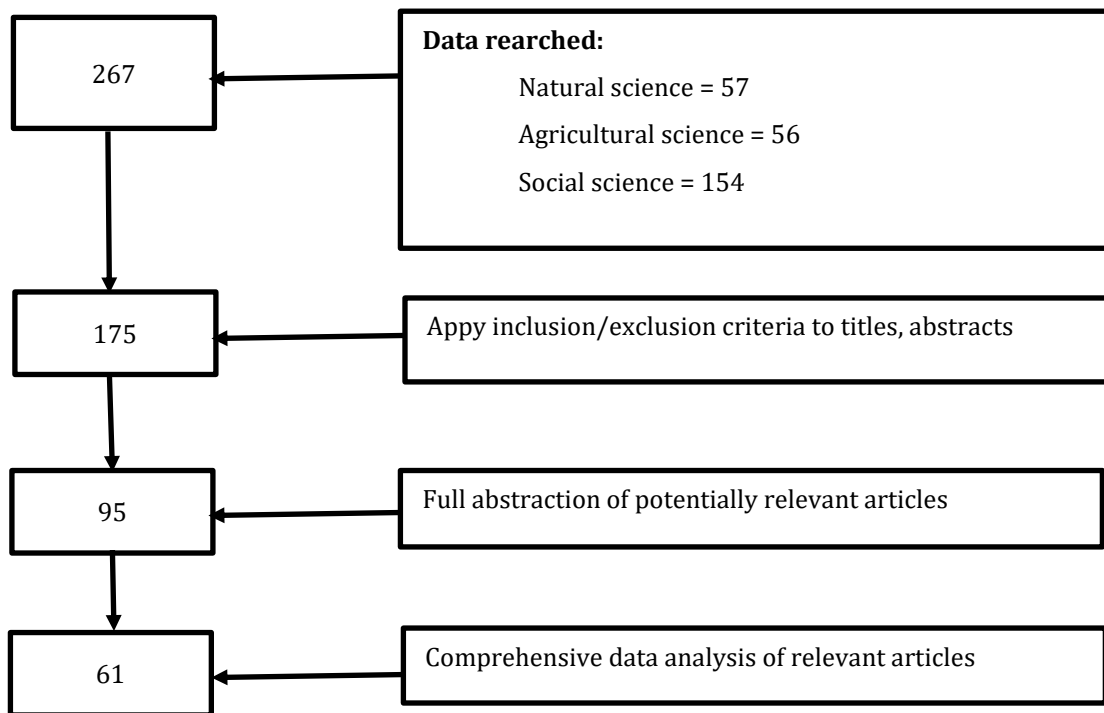 267
Data rearched:
Natural science = 57
Agricultural science = 56
Social science = 154
175
Appy inclusion/exclusion criteria to titles, abstracts
95
Full abstraction of potentially relevant articles
61
Comprehensive data analysis of relevant articles